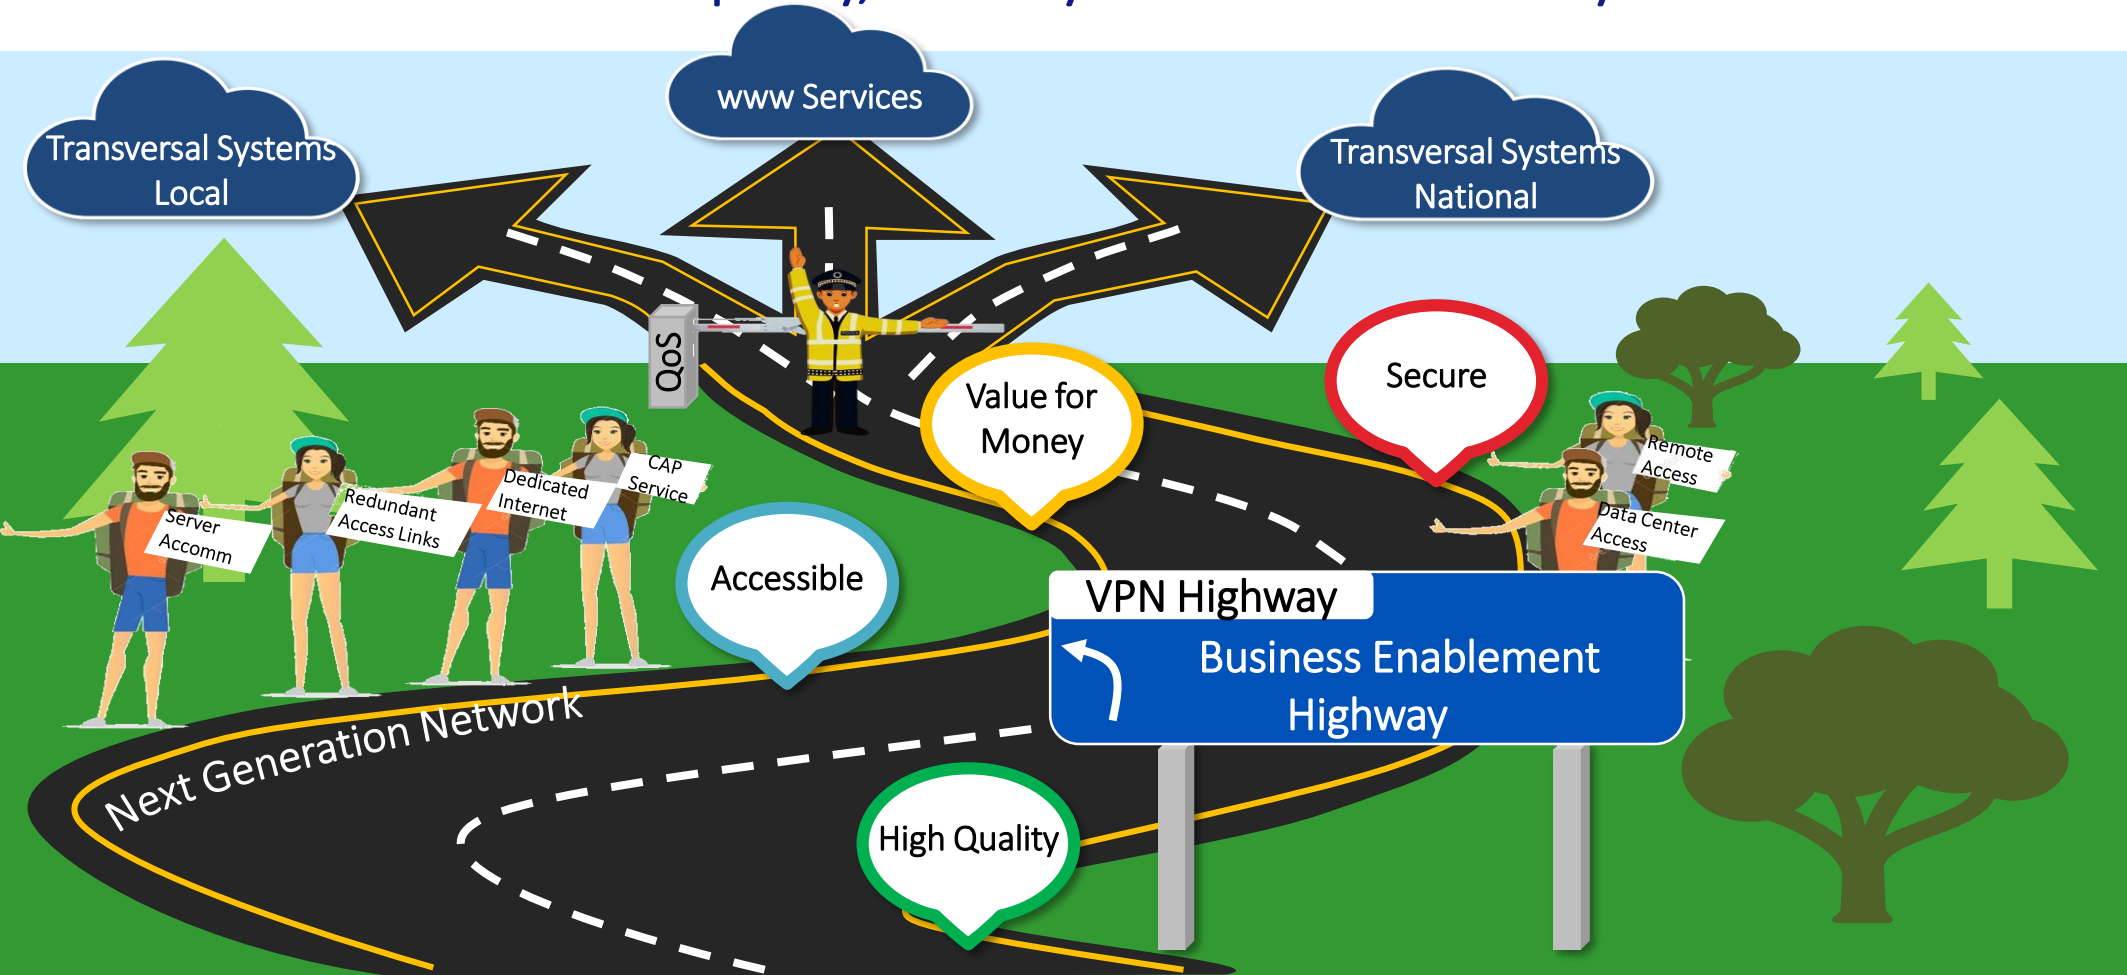 www Services
Transversal Systems
Local
Transversal Systems
National
QoS
Value for
Money
Secure
Remote
Access
Data Center
Access
CAP
Service
Dedicated
Internet
Redundant
Access Links
Server
Accomm
Accessible
VPN Highway
Business Enablement
Highway
Next Generation Network
High Quality